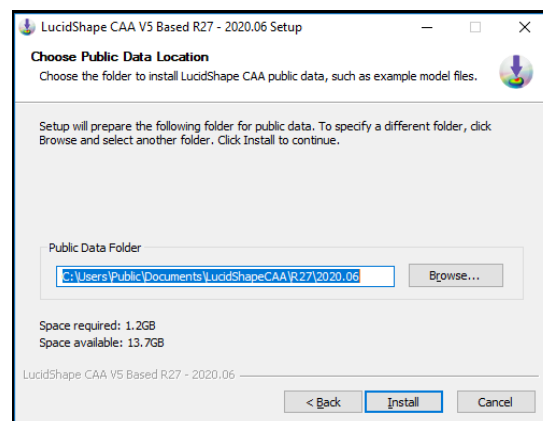 LucidShape CAA V5 Based R27 - 2020.06 Setup
Choose Public Data Location
Choose the folder to install LucidShape CAA public data, such as example model files.
Setup will prepare the following folder for public data. To specify a different folder, click
Browse and select another folder. Click Install to continue.
Public Data Folder
C:\Users\Public\Documents\LucidShapeCAA\R27\2020.06
Browse...
Space required: 1.2GB
Space available: 13.7GB
LucidShape CAA V5 Based R27 - 2020.06
< Back Install Cancel